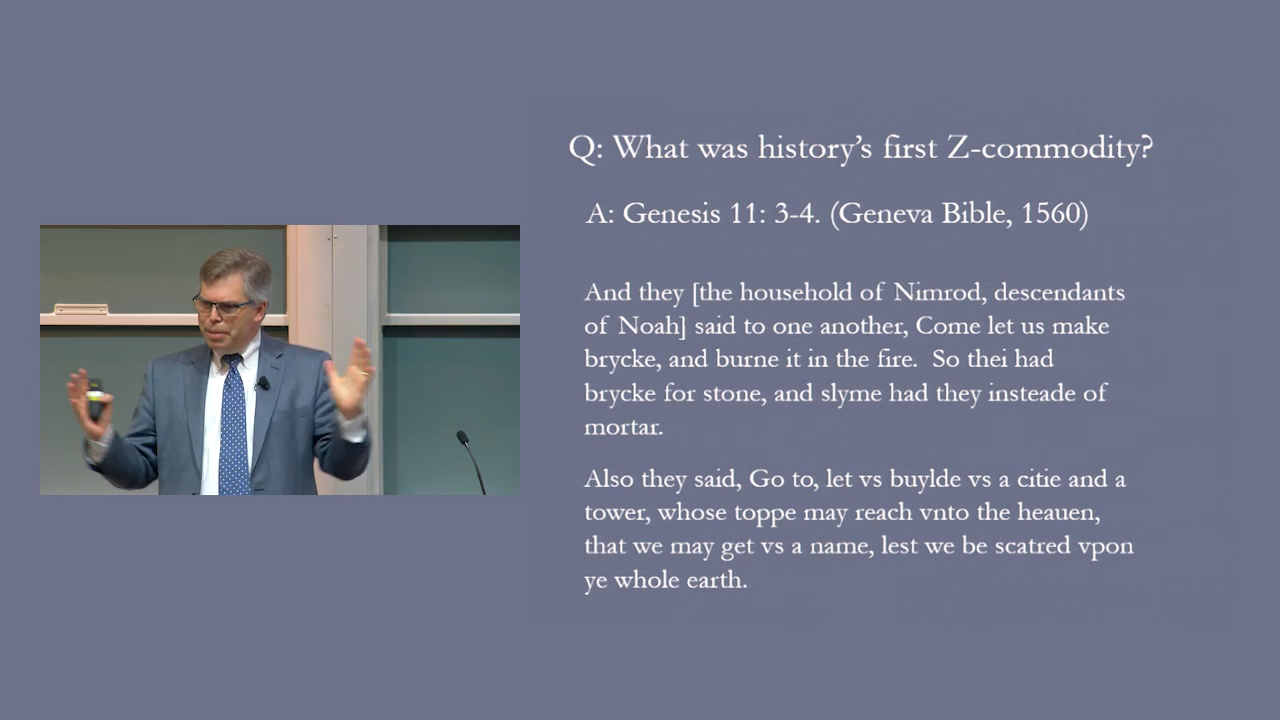 Q: What was history’s first Z-commodity?
A: Genesis 11: 3-4. (Geneva Bible, 1560)
And they [the household of Nimrod, descendants
of Noah] said to one another, Come let us make
brycke, and burne it in the fire. So thei had
brycke for stone, and slyme had they insteade of
mortar.
Also they said, Go to, let vs buylde vs a citie and a
tower, whose toppe may reach vnto the heauen,
that we may get vs a name, lest we be scatred vpon
ye whole earth.